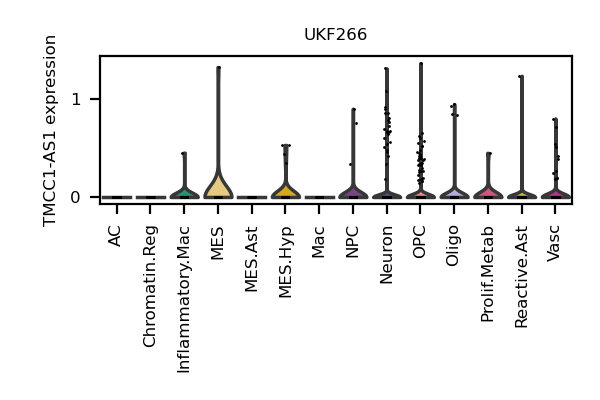 UKF266
TMCC1-AS1 expression
1
0
AC
Chromatin.Reg
Inflammatory.Mac
MES
MES.Ast
MES.Hyp
Mac
NPC
Neuron
OPC
Oligo
Prolif.Metab
Reactive.Ast
Vasc